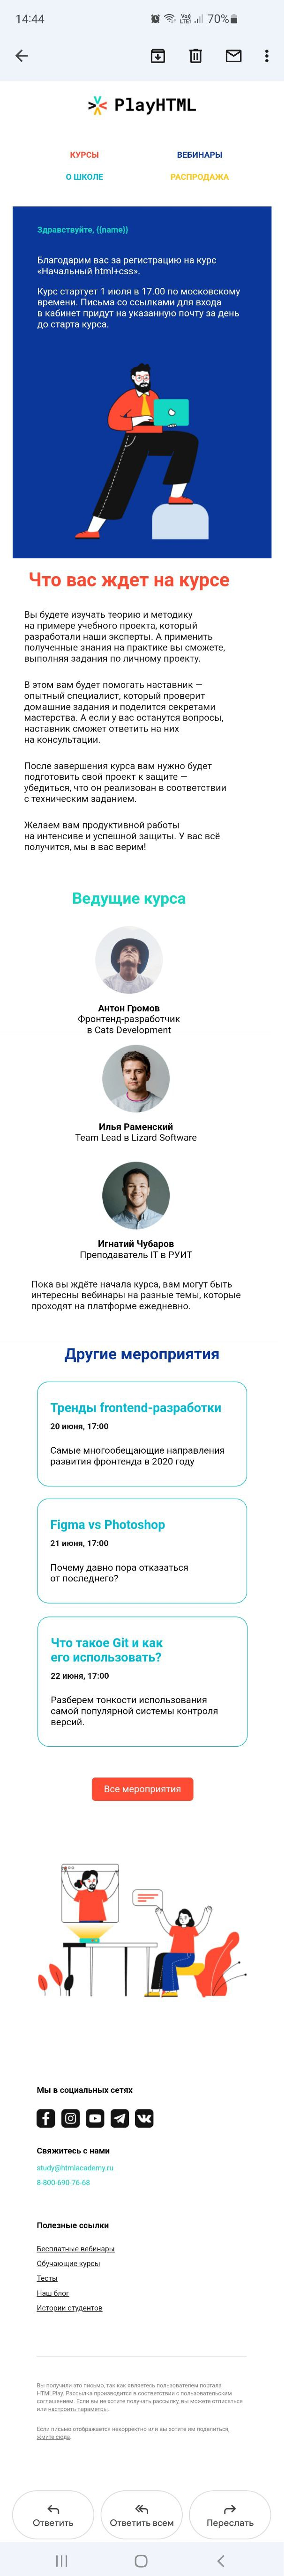 14:44
Vo))
LTE1
70%
PlayHTML
КУРСЫ
ВЕБИНАРЫ
О ШКОЛЕ
РАСПРОДАЖА
Здравствуйте, {{name}}
Благодарим вас за регистрацию на курс
«Начальный html+css».
Курс стартует 1 июля в 17.00 по московскому
времени. Письма со ссылками для входа
в кабинет придут на указанную почту за день
до старта курса.
Что вас ждет на курсе
Вы будете изучать теорию и методику
на примере учебного проекта, который
разработали наши эксперты. А применить
полученные знания на практике вы сможете,
выполняя задания по личному проекту.
В этом вам будет помогать наставник —
опытный специалист, который проверит
домашние задания и поделится секретами
мастерства. А если у вас останутся вопросы,
наставник сможет ответить на них
на консультации.
После завершения курса вам нужно будет
подготовить свой проект к защите —
убедиться, что он реализован в соответствии
с техническим заданием.
Желаем вам продуктивной работы
на интенсиве и успешной защиты. У вас всё
получится, мы в вас верим!
Ведущие курса
Антон Громов
Фронтенд-разработчик
в Cats Development
Илья Раменский
Team Lead в Lizard Software
Игнатий Чубаров
Преподаватель IT в РУИТ
Пока вы ждёте начала курса, вам могут быть
интересны вебинары на разные темы, которые
проходят на платформе ежедневно.
Другие мероприятия
Тренды frontend-разработки
20 июня, 17:00
Самые многообещающие направления
развития фронтенда в 2020 году
Figma vs Photoshop
21 июня, 17:00
Почему давно пора отказаться
от последнего?
Что такое Git и как
его использовать?
22 июня, 17:00
Разберем тонкости использования
самой популярной системы контроля
версий.
Все мероприятия
Мы в социальных сетях
Свяжитесь с нами
study@htmlacademy.ru
8-800-690-76-68
Полезные ссылки
Бесплатные вебинары
Обучающие курсы
Тесты
Наш блог
Истории студентов
Вы получили это письмо, так как являетесь пользователем портала
HTMLPlay. Рассылка производится в соответствии с пользовательским
соглашением. Если вы не хотите получать рассылку, вы можете отписаться
или настроить параметры.
Если письмо отображается некорректно или вы хотите им поделиться,
жмите сюда
Ответить
Ответить всем
Переслать